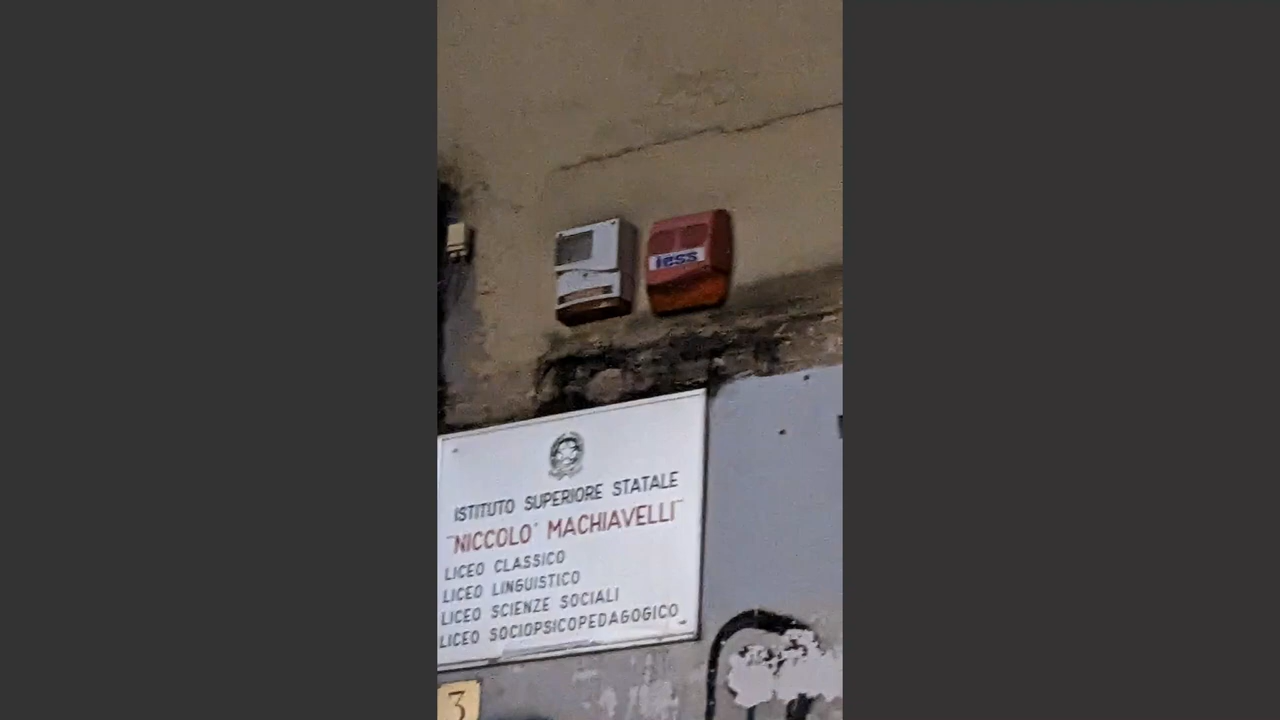 iess
ISTITUTO SUPERIORE STATALE
"NICCOLO' MACHIAVELLI"
LICEO CLASSICO
LICEO LINGUISTICO
LICEO SCIENZE SOCIALI
LICEO SOCIOPSICOPEDAGOGICO
3